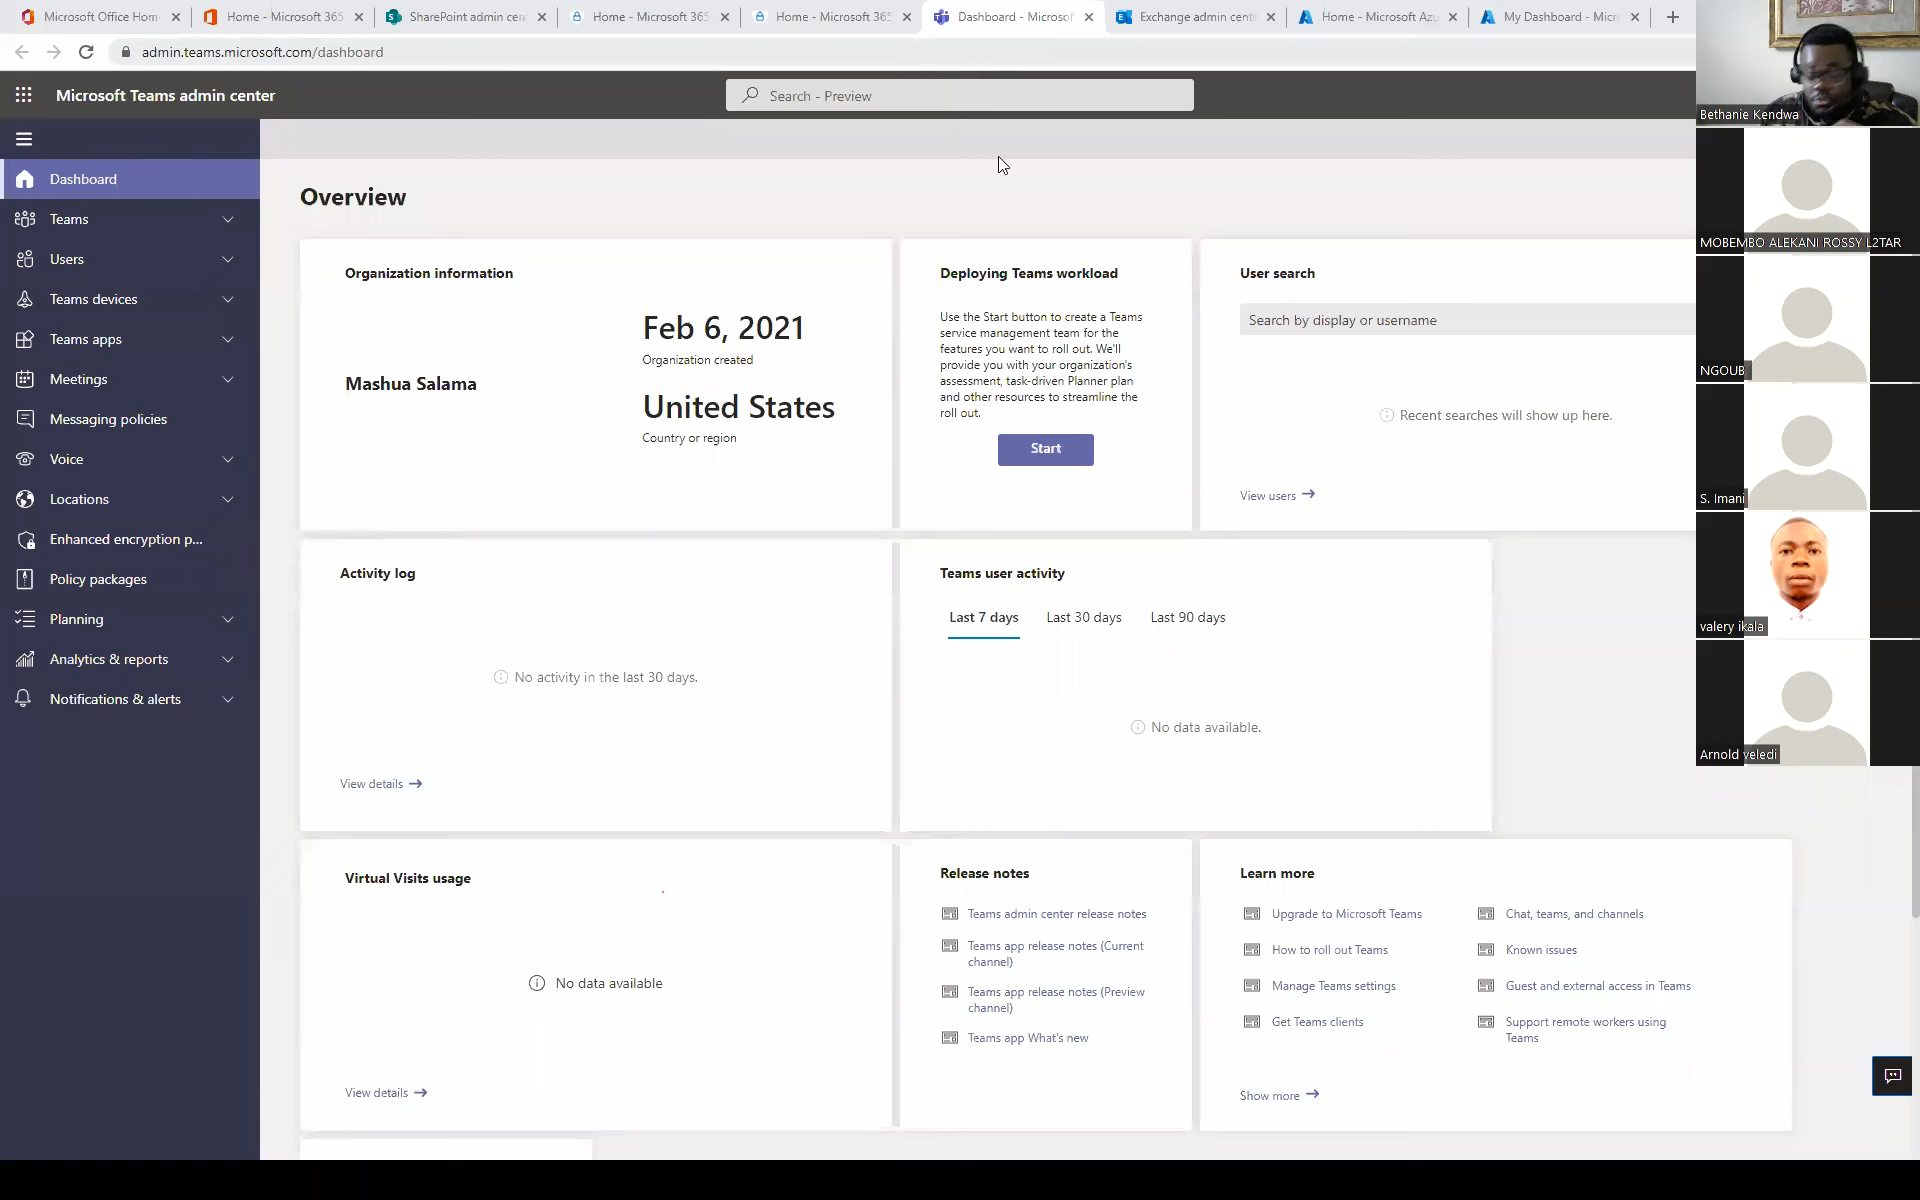 Microsoft Office Hom
Home - Microsoft 365
SharePoint admin cen
Home - Microsoft 365
Home - Microsoft 365
Dashboard - Microsof
Exchange admin cent
Home - Microsoft Azu
My Dashboard - Micr
admin.teams.microsoft.com/dashboard
Microsoft Teams admin center
Search - Preview
Dashboard
Teams
Users
Teams devices
Teams apps
Meetings
Messaging policies
Voice
Locations
Enhanced encryption p...
Policy packages
Planning
Analytics & reports
Notifications & alerts
Overview
Organization information
Mashua Salama
Feb 6, 2021
Organization created
United States
Country or region
Deploying Teams workload
Use the Start button to create a Teams
service management team for the
features you want to roll out. We'll
provide you with your organization's
assessment, task-driven Planner plan
and other resources to streamline the
roll out.
Start
User search
Search by display or username
Recent searches will show up here.
View users
Activity log
No activity in the last 30 days.
View details
Teams user activity
Last 7 days
Last 30 days
Last 90 days
No data available.
Virtual Visits usage
No data available
View details
Release notes
Teams admin center release notes
Teams app release notes (Current
channel)
Teams app release notes (Preview
channel)
Teams app What's new
Learn more
Upgrade to Microsoft Teams
How to roll out Teams
Manage Teams settings
Get Teams clients
Chat, teams, and channels
Known issues
Guest and external access in Teams
Support remote workers using
Teams
Show more
Bethanie Kendwa
MOBEMBO ALEKANI ROSSY L2TAR
NGOUBI
S. Imani
valery ikala
Arnold veledi